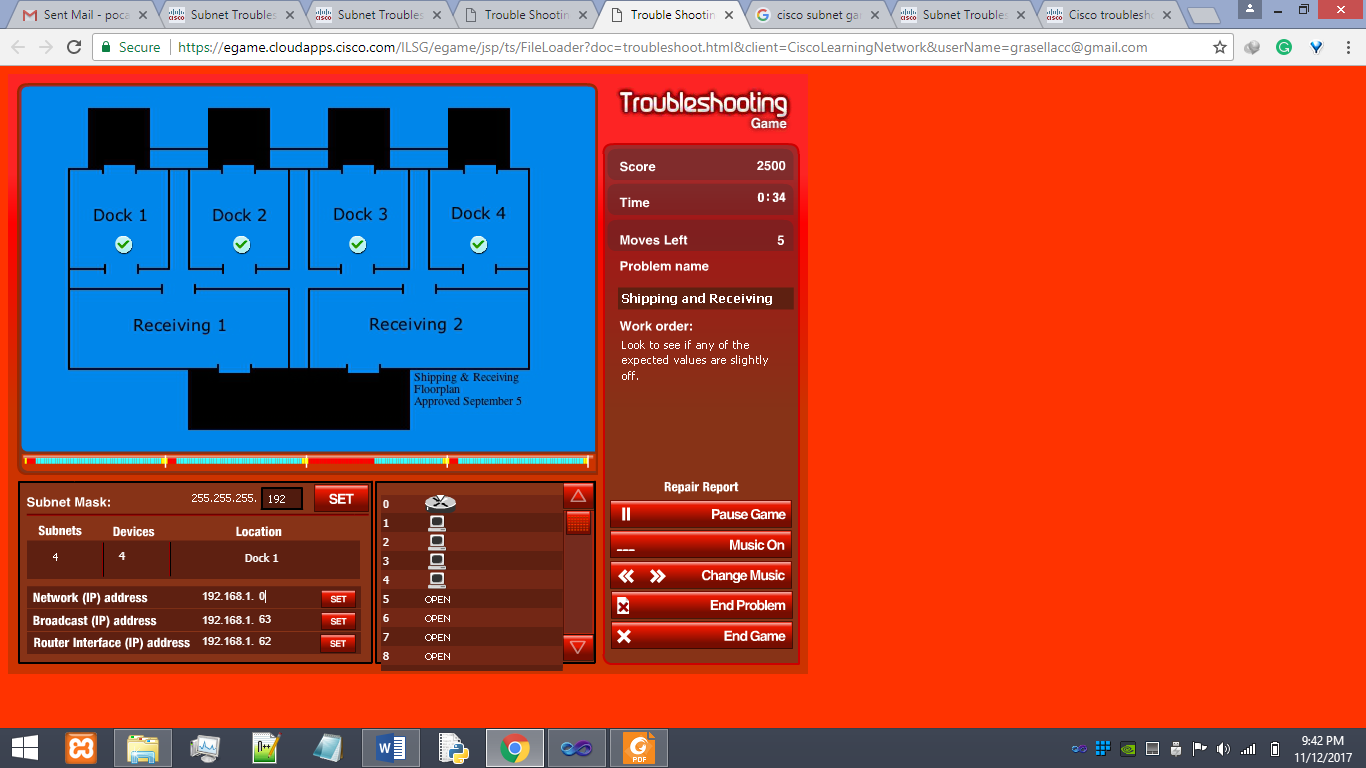 Sent Mail - poca
Subnet Troubles
Subnet Troubles
Trouble Shootin
Trouble Shootin
cisco subnet ga
Subnet Troubles
Cisco troublesho
Secure
https://egame.cloudapps.cisco.com/ILSG/egame/jsp/ts/FileLoader?doc=troubleshoot.html&client=CiscoLearningNetwork&userName=grasellacc@gmail.com
Troubleshooting
Game
Score 2500
Time 0:34
Moves Left 5
Problem name
Shipping and Receiving
Work order:
Look to see if any of the
expected values are slightly
off.
Dock 1 Dock 2 Dock 3 Dock 4
Receiving 1 Receiving 2
Shipping & Receiving
Floorplan
Approved September 5
Subnet Mask: 255.255.255. 192 SET
Subnets Devices Location
4 4 Dock 1
Network (IP) address 192.168.1. 0 SET
Broadcast (IP) address 192.168.1. 63 SET
Router Interface (IP) address 192.168.1. 62 SET
0
1
2
3
4
5 OPEN
6 OPEN
7 OPEN
8 OPEN
Repair Report
Pause Game
Music On
Change Music
End Problem
End Game
9:42 PM
11/12/2017